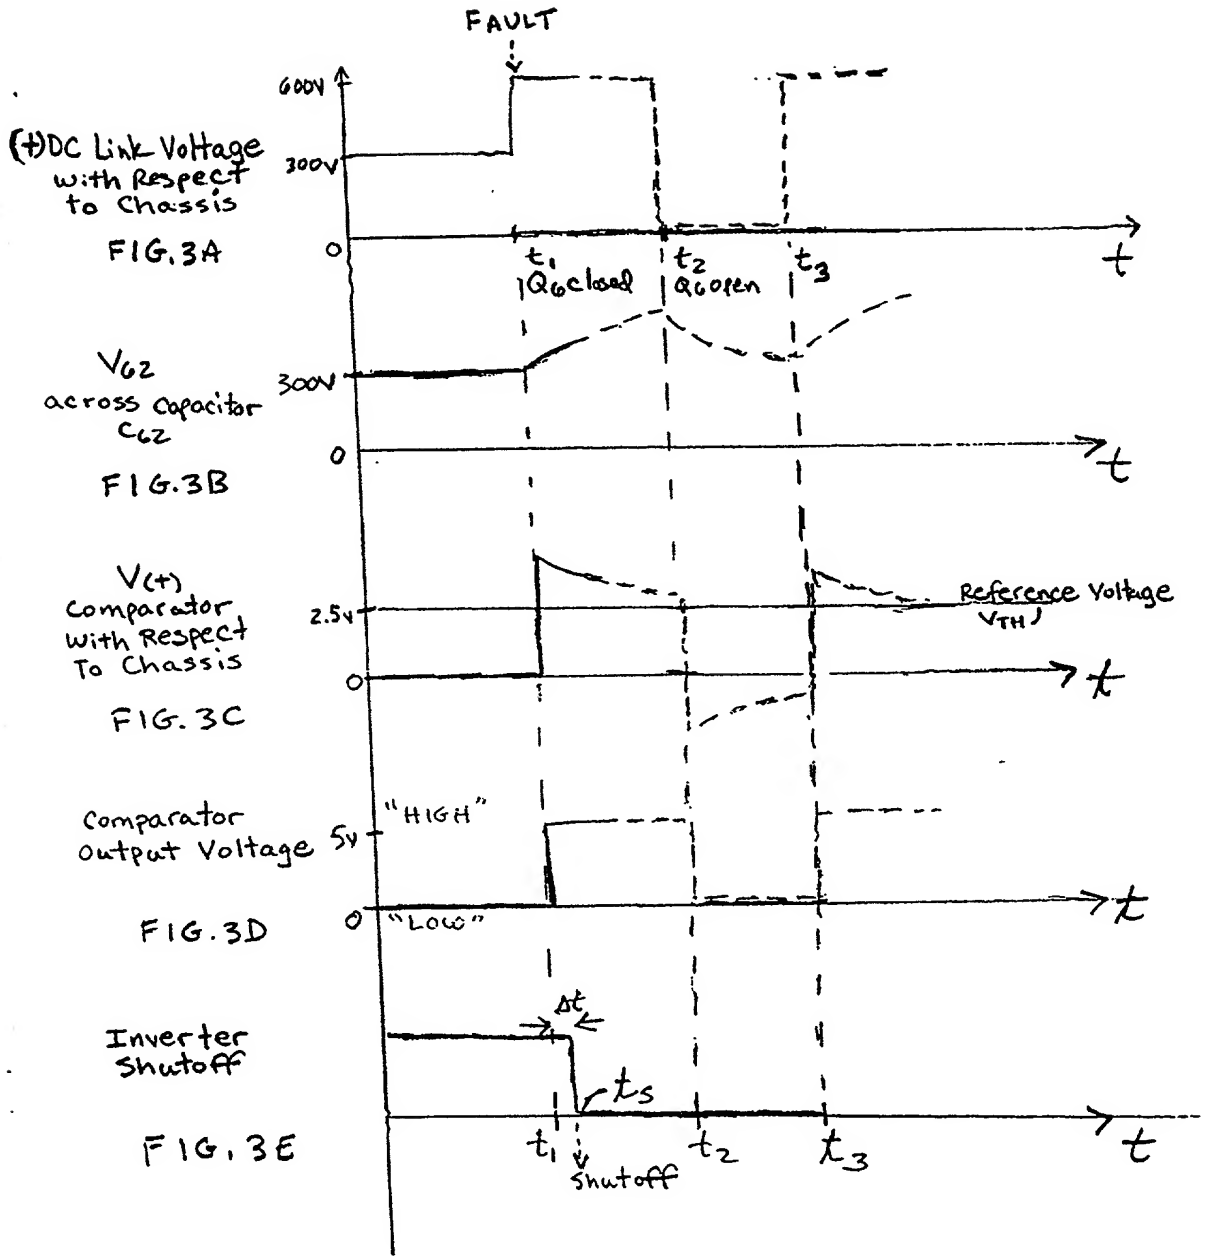 FAULT
600V
(+)DC Link Voltage
with Respect
to Chassis
300V
FIG.3A
0
t1
t2
t3
t
Q6 closed
Q6 open
V62
across capacitor
C62
300V
0
t
FIG.3B
V(+)
Comparator
with Respect
To Chassis
2.5v
Reference Voltage
VTH
0
t
FIG.3C
Comparator
Output Voltage
"HIGH"
5v
0
"LOW"
t
FIG.3D
Δt
Inverter
Shutoff
ts
FIG.3E
t1
t2
t3
t
Shutoff